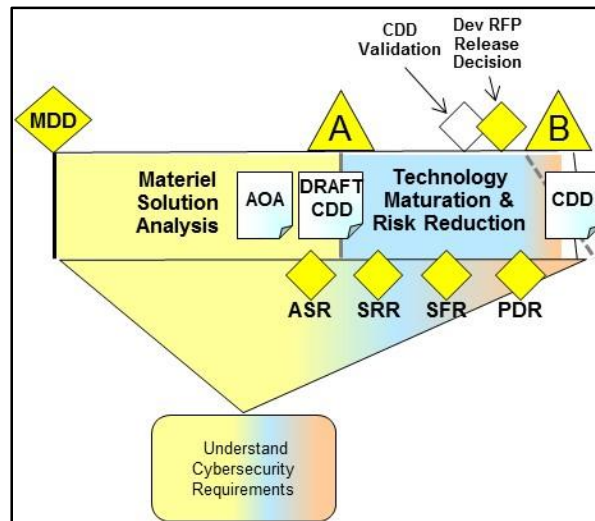 CDD
Validation
Dev RFP
Release
Decision
MDD
A
B
Materiel
Solution
Analysis
AOA
DRAFT
CDD
Technology
Maturation &
Risk Reduction
CDD
ASR
SRR
SFR
PDR
Understand
Cybersecurity
Requirements